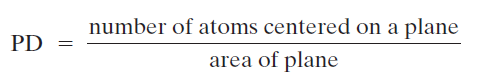 PD = number of atoms centered on a plane
area of plane